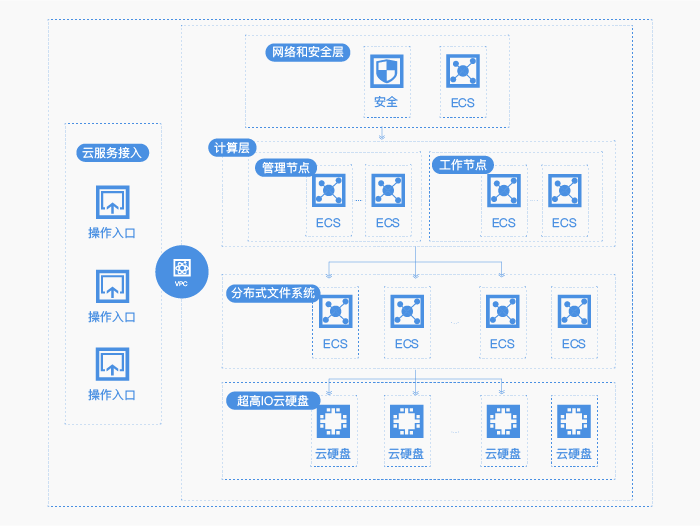 网络和安全层
安全
ECS
云服务接入
操作入口
操作入口
操作入口
VPC
计算层
管理节点
ECS
...
ECS
工作节点
ECS
...
ECS
分布式文件系统
ECS
ECS
...
ECS
ECS
超高IO云硬盘
云硬盘
云硬盘
...
云硬盘
云硬盘